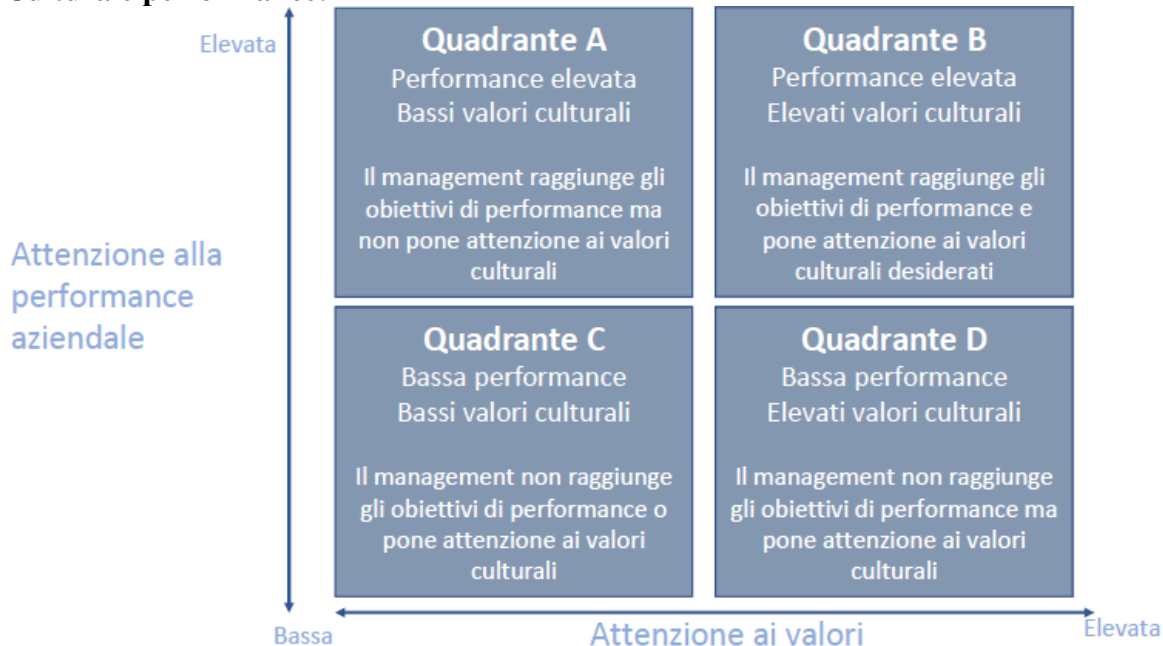 Elevata
Quadrante A
Performance elevata
Bassi valori culturali
Il management raggiunge gli
obiettivi di performance ma
non pone attenzione ai valori
culturali
Quadrante B
Performance elevata
Elevati valori culturali
Il management raggiunge gli
obiettivi di performance e
pone attenzione ai valori
culturali desiderati
Attenzione alla
performance
aziendale
Quadrante C
Bassa performance
Bassi valori culturali
Il management non raggiunge
gli obiettivi di performance o
pone attenzione ai valori
culturali
Quadrante D
Bassa performance
Elevati valori culturali
Il management non raggiunge
gli obiettivi di performance ma
pone attenzione ai valori
culturali
Bassa
Attenzione ai valori
Elevata